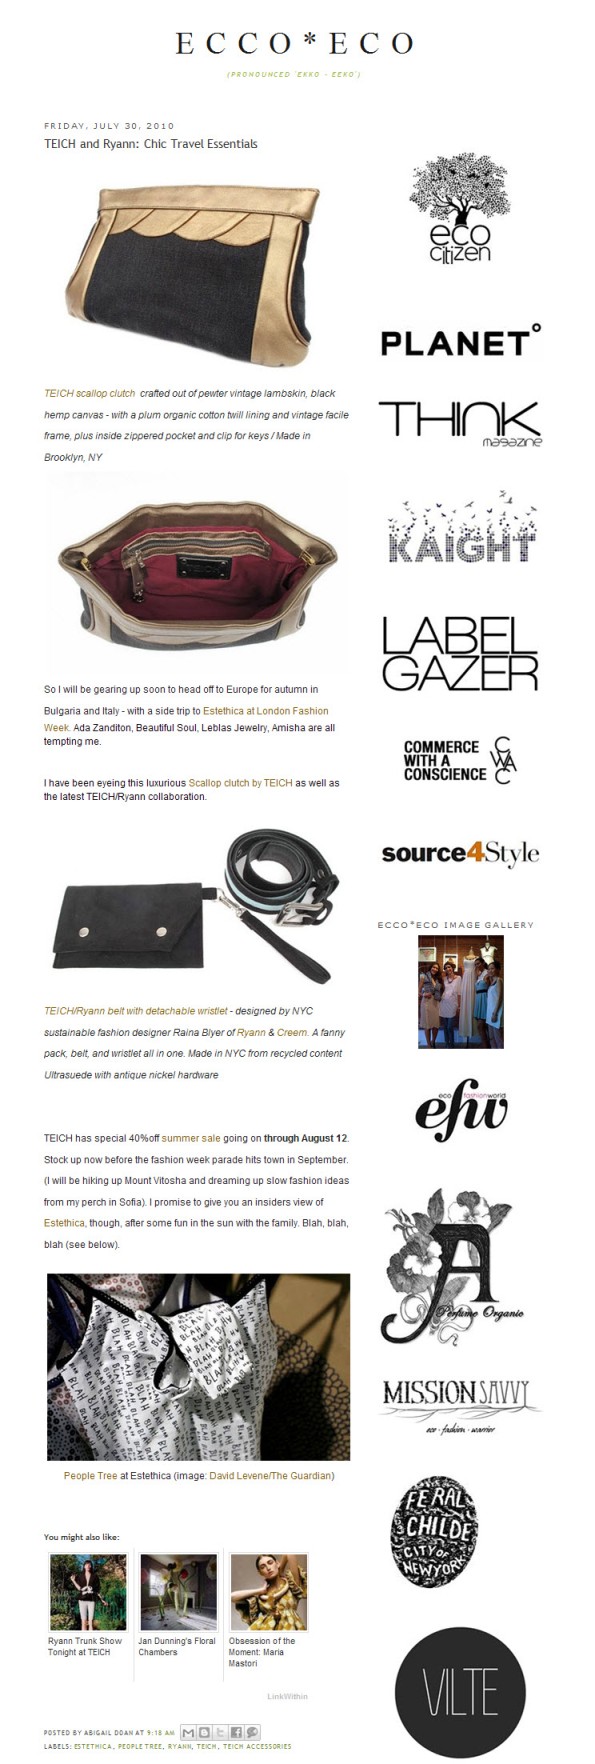 ECCO*ECO
(PRONOUNCED 'EKKO - EEKO')
FRIDAY, JULY 30, 2010
TEICH and Ryann: Chic Travel Essentials
TEICH scallop clutch crafted out of pewter vintage lambskin, black
hemp canvas - with a plum organic cotton twill lining and vintage facile
frame, plus inside zippered pocket and clip for keys / Made in
Brooklyn, NY
TEICH
So I will be gearing up soon to head off to Europe for autumn in
Bulgaria and Italy - with a side trip to Estethica at London Fashion
Week. Ada Zanditon, Beautiful Soul, Leblas Jewelry, Amisha are all
tempting me.
I have been eyeing this luxurious Scallop clutch by TEICH as well as
the latest TEICH/Ryann collaboration.
TEICH/Ryann belt with detachable wristlet - designed by NYC
sustainable fashion designer Raina Blyer of Ryann & Creem. A fanny
pack, belt, and wristlet all in one. Made in NYC from recycled content
Ultrasuede with antique nickel hardware
TEICH has special 40%off summer sale going on through August 12.
Stock up now before the fashion week parade hits town in September.
(I will be hiking up Mount Vitosha and dreaming up slow fashion ideas
from my perch in Sofia). I promise to give you an insiders view of
Estethica, though, after some fun in the sun with the family. Blah, blah,
blah (see below).
People Tree at Estethica (image: David Levene/The Guardian)
You might also like:
Ryann Trunk Show
Tonight at TEICH
Jan Dunning's Floral
Chambers
Obsession of the
Moment: Maria
Mastori
LinkWithin
POSTED BY ABIGAIL DOAN AT 9:18 AM
LABELS: ESTETHICA, PEOPLE TREE, RYANN, TEICH, TEICH ACCESSORIES
eco
citizen
PLANET°
THINK
magazine
KAIGHT
LABEL
GAZER
COMMERCE
WITH A
CONSCIENCE
CWAC
source4Style
ECCO*ECO IMAGE GALLERY
eco fashionworld
efw
A
Perfume Organic
MISSION SAVVY
eco · fashion · warrior
FERAL
CHILDE
CITY OF
NEW YORK
VILTE